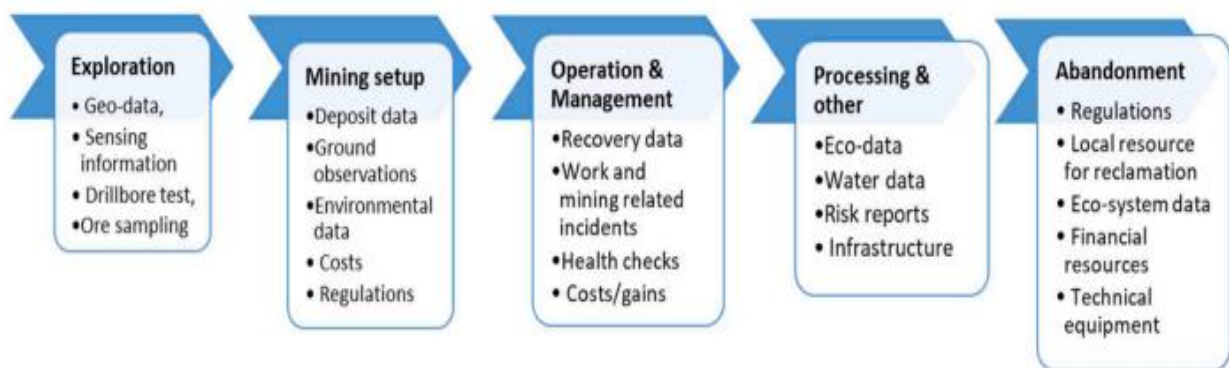 Exploration
• Geo-data,
• Sensing
information
• Drillbore test,
•Ore sampling
Mining setup
•Deposit data
•Ground
observations
•Environmental
data
• Costs
• Regulations
Operation &
Management
•Recovery data
•Work and
mining related
incidents
•Health checks
• Costs/gains
Processing &
other
•Eco-data
•Water data
•Risk reports
• Infrastructure
Abandonment
• Regulations
• Local resource
for reclamation
• Eco-system data
• Financial
resources
• Technical
equipment